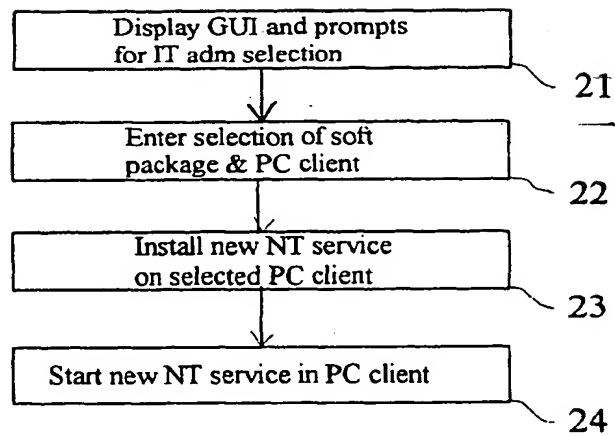 Display GUI and prompts
for IT adm selection
21
Enter selection of soft
package & PC client
22
Install new NT service
on selected PC client
23
Start new NT service in PC client
24